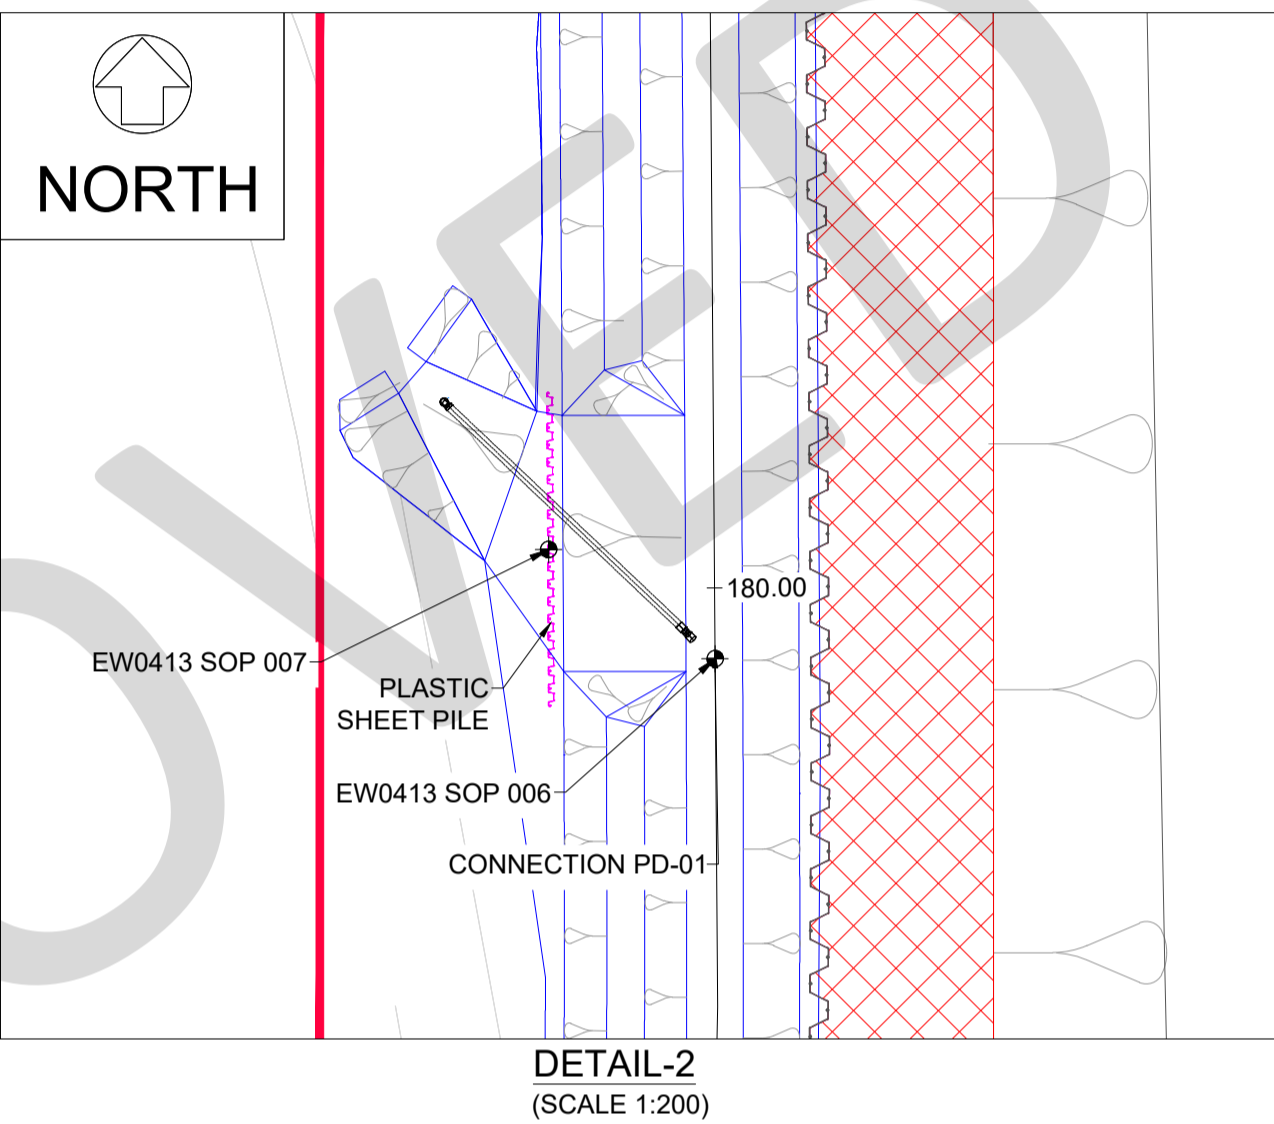 NORTH
180.00
EW0413 SOP 007
PLASTIC
SHEET PILE
EW0413 SOP 006
CONNECTION PD-01
DETAIL-2
(SCALE 1:200)
OVED